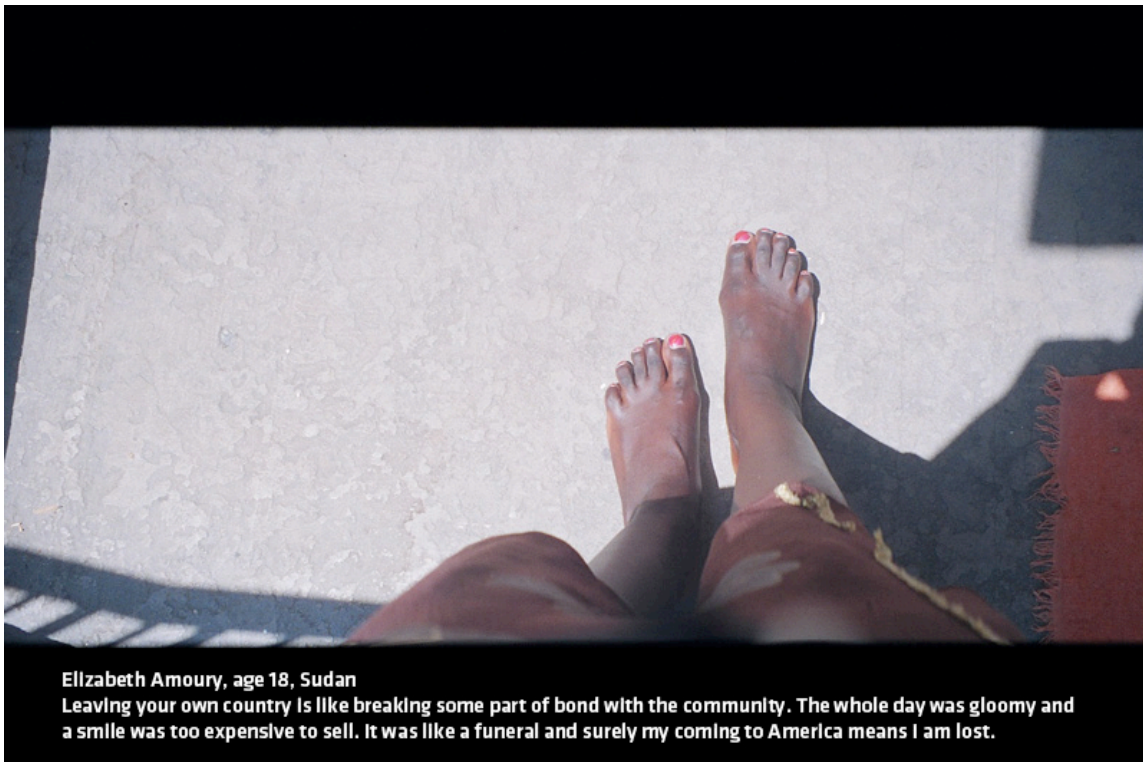 Elizabeth Amoury, age 18, Sudan
Leaving your own country is like breaking some part of bond with the community. The whole day was gloomy and
a smile was too expensive to sell. It was like a funeral and surely my coming to America means I am lost.